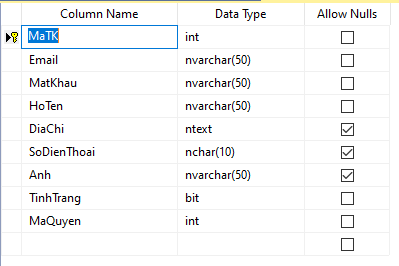 Column Name Data Type Allow Nulls
MaTK int
Email nvarchar(50)
MatKhau nvarchar(50)
HoTen nvarchar(50)
DiaChi ntext
SoDienThoai nchar(10)
Anh nvarchar(50)
TinhTrang bit
MaQuyen int